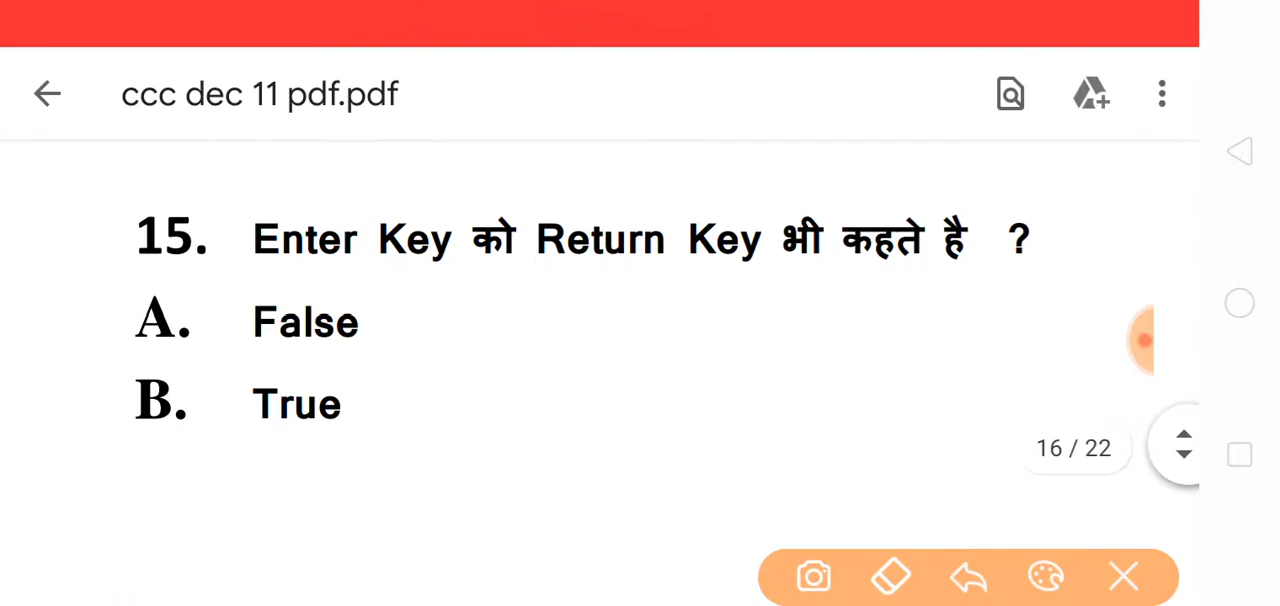 ccc dec 11 pdf.pdf
15. Enter Key को Return Key भी कहते है ?
A. False
B. True
16 / 22